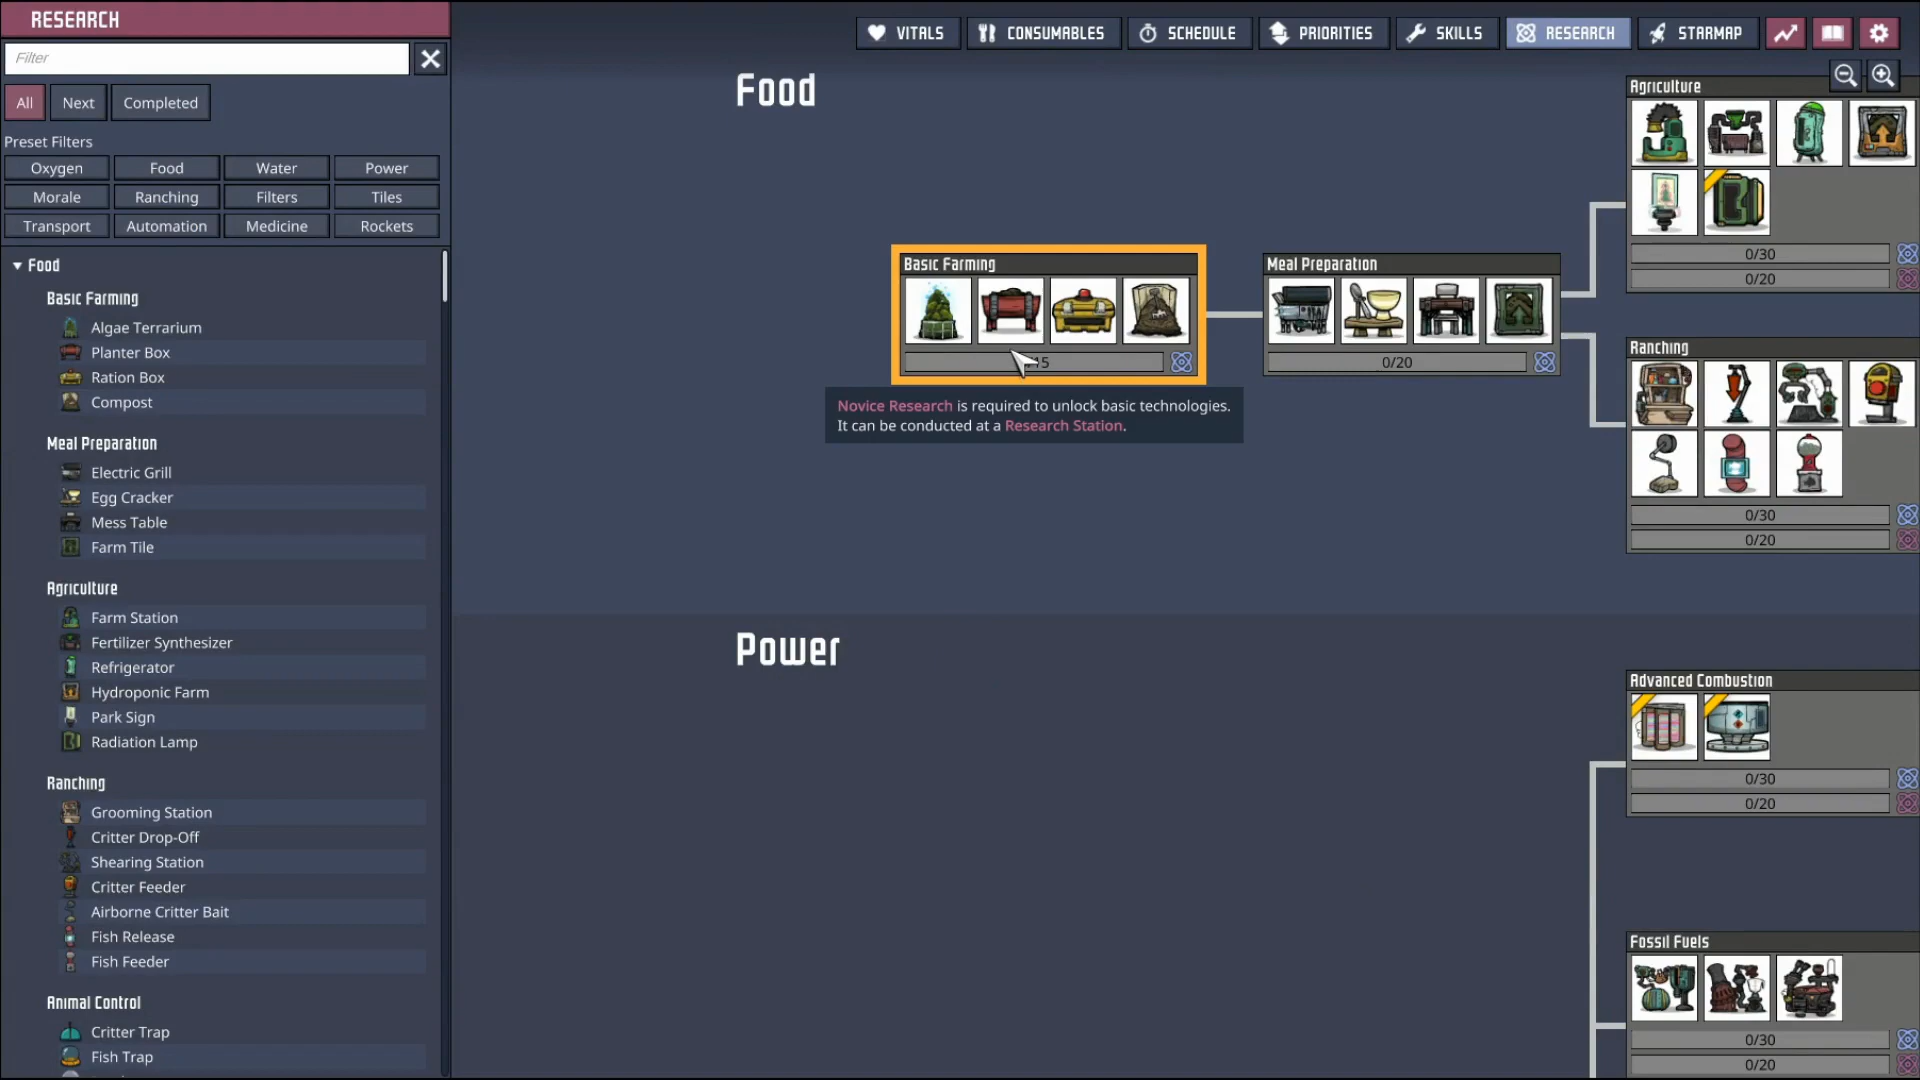 RESEARCH
VITALS
CONSUMABLES
SCHEDULE
PRIORITIES
SKILLS
RESEARCH
STARMAP
Filter
All
Next
Completed
Preset Filters
Oxygen
Food
Water
Power
Morale
Ranching
Filters
Tiles
Transport
Automation
Medicine
Rockets
Food
Basic Farming
Algae Terrarium
Planter Box
Ration Box
Compost
Meal Preparation
Electric Grill
Egg Cracker
Mess Table
Farm Tile
Agriculture
Farm Station
Fertilizer Synthesizer
Refrigerator
Hydroponic Farm
Park Sign
Radiation Lamp
Ranching
Grooming Station
Critter Drop-Off
Shearing Station
Critter Feeder
Airborne Critter Bait
Fish Release
Fish Feeder
Animal Control
Critter Trap
Fish Trap
Food
Basic Farming
Meal Preparation
0/20
Novice Research is required to unlock basic technologies.
It can be conducted at a Research Station.
Agriculture
0/30
0/20
Ranching
0/30
0/20
Power
Advanced Combustion
0/30
0/20
Fossil Fuels
0/30
0/20